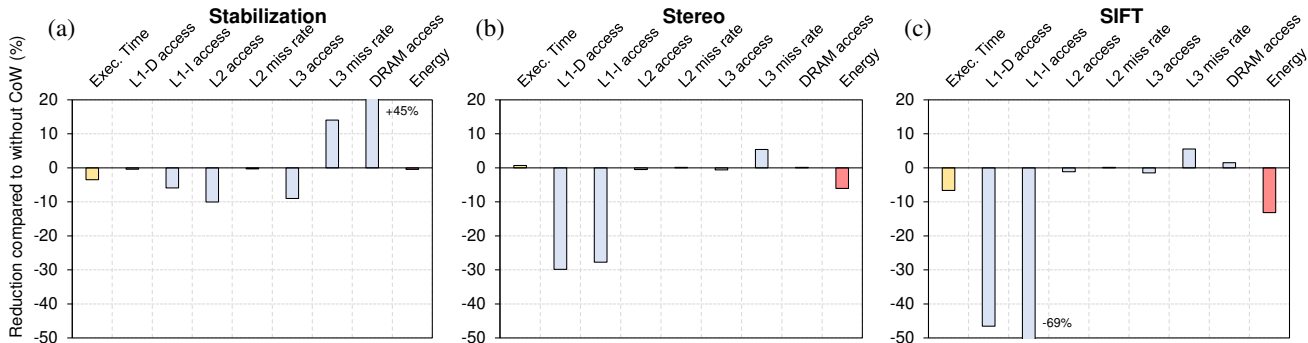 Reduction compared to without CoW (%)
(a)
Stabilization
Exec. Time
L1-D access
L1-I access
L2 access
L2 miss rate
L3 access
L3 miss rate
DRAM access
Energy
20
10
0
-10
-20
-30
-40
-50
+45%
(b)
Stereo
Exec. Time
L1-D access
L1-I access
L2 access
L2 miss rate
L3 access
L3 miss rate
DRAM access
Energy
20
10
0
-10
-20
-30
-40
-50
(c)
SIFT
Exec. Time
L1-D access
L1-I access
L2 access
L2 miss rate
L3 access
L3 miss rate
DRAM access
Energy
20
10
0
-10
-20
-30
-40
-50
-69%